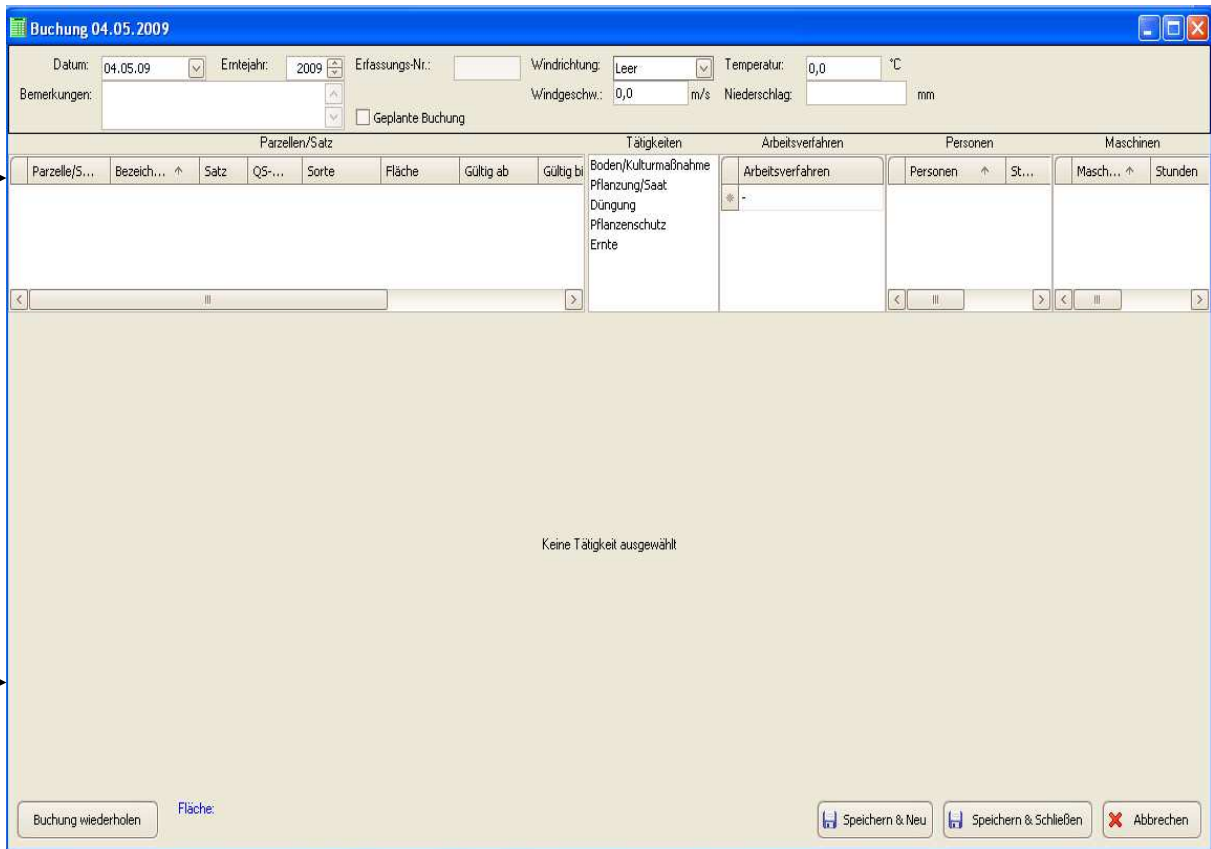 Buchung 04.05.2009
Datum: 04.05.09 Erntejahr: 2009 Erfassungs-Nr.: Windrichtung: Leer Temperatur: 0,0 °C
Bemerkungen: Windgeschw.: 0,0 m/s Niederschlag: mm
Geplante Buchung
Parzellen/Satz Tätigkeiten Arbeitsverfahren Personen Maschinen
Parzelle/S... Bezeich... Satz QS-... Sorte Fläche Gültig ab Gültig bi Arbeitsverfahren Personen St... Masch... Stunden
Boden/Kulturmaßnahme
Pflanzung/Saat
-
Düngung
Pflanzenschutz
Ernte
Keine Tätigkeit ausgewählt
Buchung wiederholen Fläche: Speichern & Neu Speichern & Schließen Abbrechen